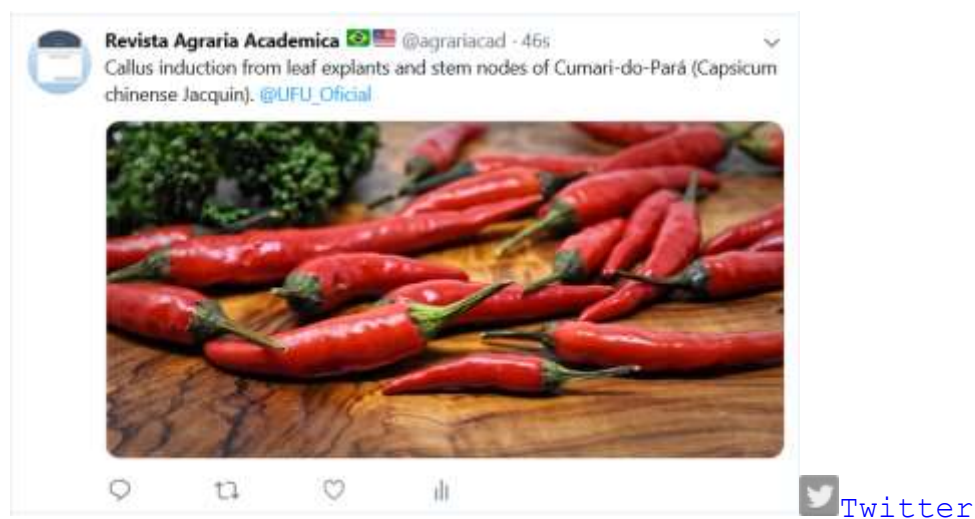 Revista Agraria Academica 🇧🇷🇺🇸 @agrariacad · 46s
Callus induction from leaf explants and stem nodes of Cumari-do-Pará (Capsicum
chinense Jacquin). @UFU_Oficial
Twitter